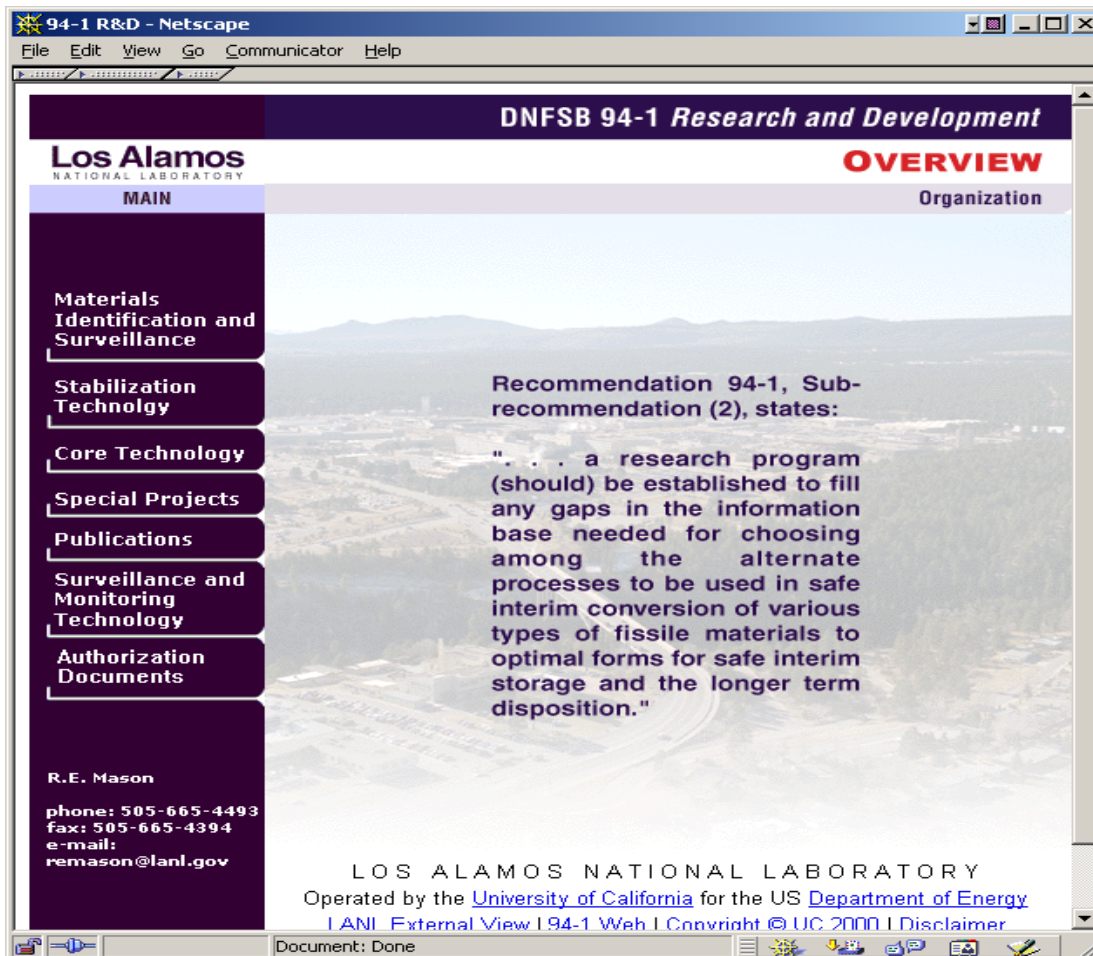 94-1 R&D - Netscape
File Edit View Go Communicator Help
DNFSB 94-1 Research and Development
Los Alamos
NATIONAL LABORATORY
OVERVIEW
MAIN
Organization
Materials
Identification and
Surveillance
Stabilization
Technolgy
Core Technology
Special Projects
Publications
Surveillance and
Monitoring
Technology
Authorization
Documents
R.E. Mason
phone: 505-665-4493
fax: 505-665-4394
e-mail:
remason@lanl.gov
Recommendation 94-1, Sub-
recommendation (2), states:
". . . a research program
(should) be established to fill
any gaps in the information
base needed for choosing
among the alternate
processes to be used in safe
interim conversion of various
types of fissile materials to
optimal forms for safe interim
storage and the longer term
disposition."
LOS ALAMOS NATIONAL LABORATORY
Operated by the University of California for the US Department of Energy
LANL External View | 94-1 Web | Copyright © UC 2000 | Disclaimer
Document: Done